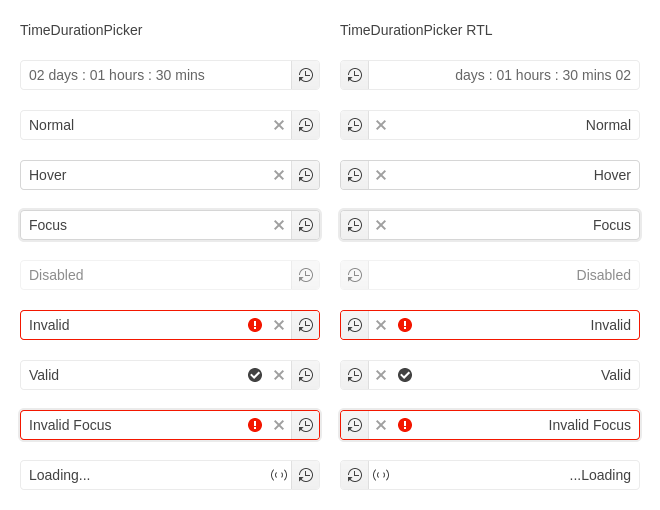 TimeDurationPicker
TimeDurationPicker RTL
02 days : 01 hours : 30 mins
days : 01 hours : 30 mins 02
Normal
Normal
Hover
Hover
Focus
Focus
Disabled
Disabled
Invalid
Invalid
Valid
Valid
Invalid Focus
Invalid Focus
Loading...
...Loading